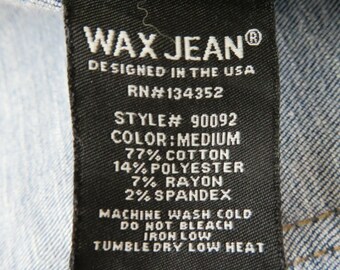 WAX JEAN®
DESIGNED IN THE USA
RN#134352
STYLE# 90092
COLOR:MEDIUM
77% COTTON
14% POLYESTER
7% RAYON
2% SPANDEX
MACHINE WASH COLD
DO NOT BLEACH
IRON LOW
TUMBLE DRY LOW HEAT